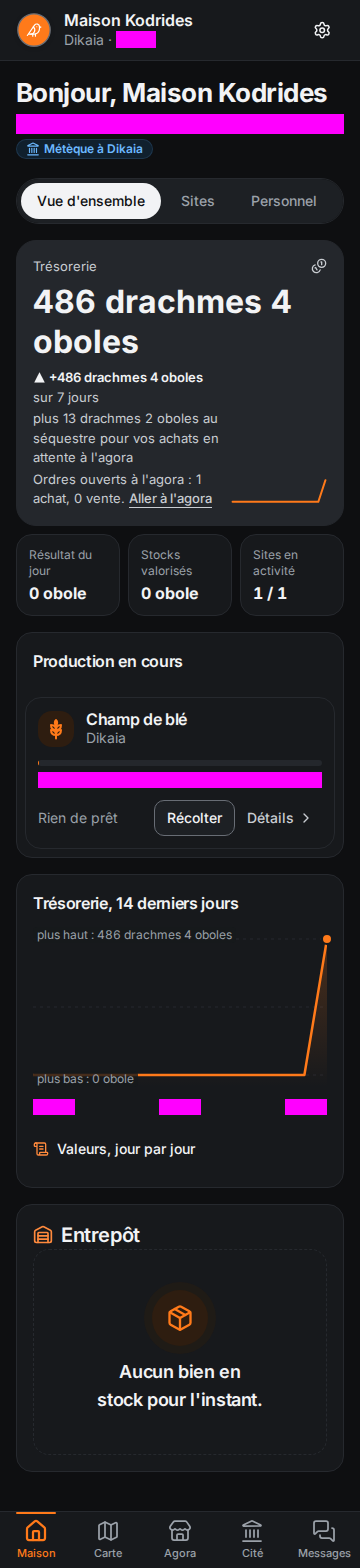 Maison Kodrides
Dikaia ·
Bonjour, Maison Kodrides
Métèque à Dikaia
Vue d'ensemble
Sites
Personnel
Trésorerie
486 drachmes 4
oboles
▲ +486 drachmes 4 oboles
sur 7 jours
plus 13 drachmes 2 oboles au
séquestre pour vos achats en
attente à l'agora
Ordres ouverts à l'agora : 1
achat, 0 vente. Aller à l'agora
Résultat du
jour
0 obole
Stocks
valorisés
0 obole
Sites en
activité
1 / 1
Production en cours
Champ de blé
Dikaia
Rien de prêt
Récolter
Détails
Trésorerie, 14 derniers jours
plus haut : 486 drachmes 4 oboles
plus bas : 0 obole
Valeurs, jour par jour
Entrepôt
Aucun bien en
stock pour l'instant.
Maison
Carte
Agora
Cité
Messages